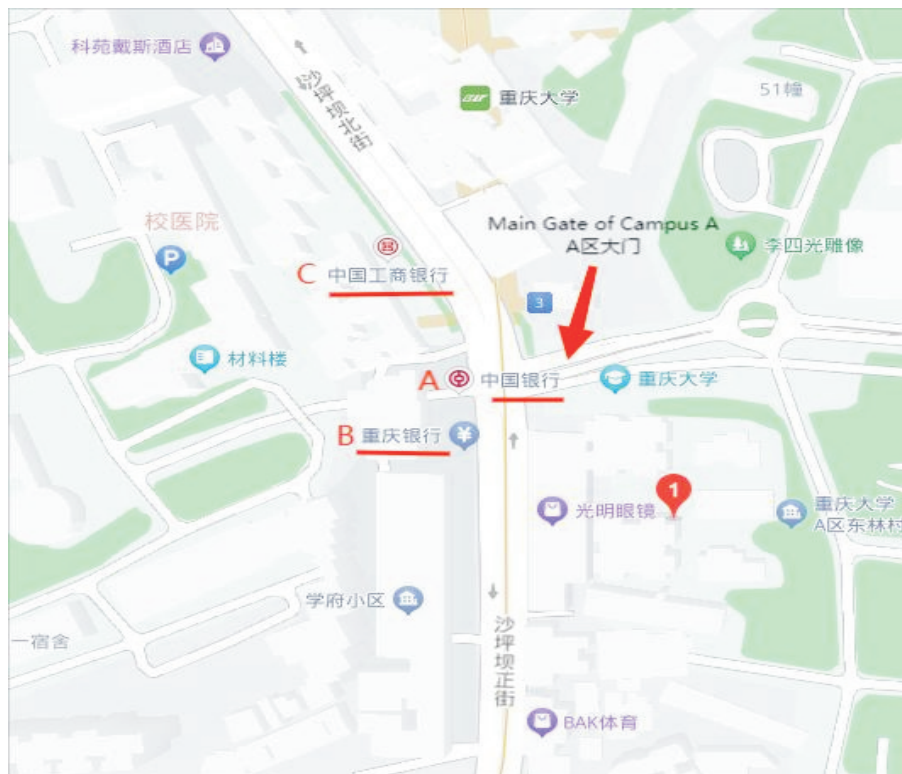 科苑戴斯酒店
沙坪坝北街
重庆大学
51幢
校医院
P
Main Gate of Campus A
A区大门
李四光雕像
C 中国工商银行
3
材料楼
A 中国银行
重庆大学
B 重庆银行 ¥
光明眼镜
1
重庆大学
A区东林村
学府小区
一宿舍
沙坪坝正街
BAK体育